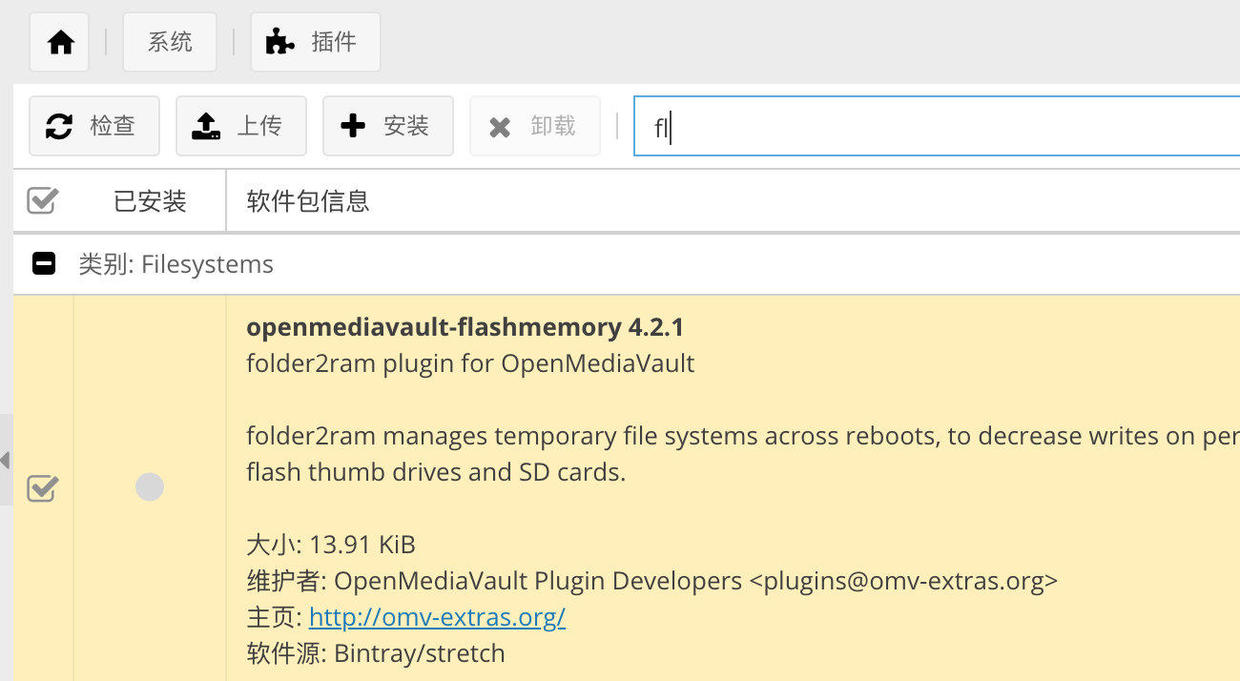 系统 插件
检查 上传 安装 卸载 fl
已安装 软件包信息
类别: Filesystems
openmediavault-flashmemory 4.2.1
folder2ram plugin for OpenMediaVault
folder2ram manages temporary file systems across reboots, to decrease writes on per
flash thumb drives and SD cards.
大小: 13.91 KiB
维护者: OpenMediaVault Plugin Developers <plugins@omv-extras.org>
主页: http://omv-extras.org/
软件源: Bintray/stretch